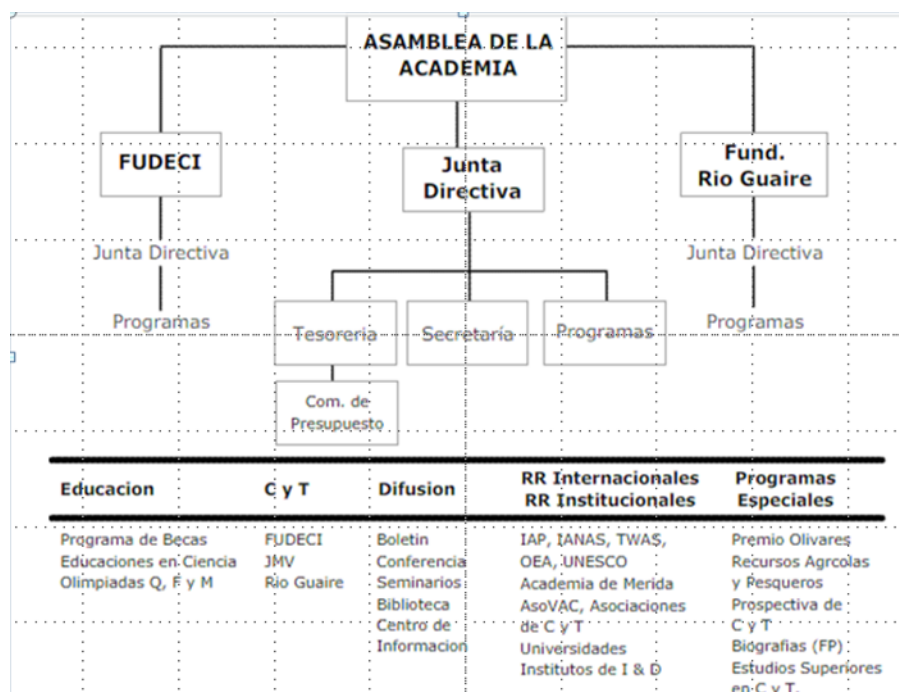 ASAMBLEA DE LA
ACADEMIA
FUDECI
Junta
Directiva
Fund.
Rio Guaire
Junta Directiva
Junta Directiva
Programas
Programas
Tesoreria
Secretaría
Programas
Com. de
Presupuesto
Educacion
C y T
Difusion
RR Internacionales
RR Institucionales
Programas
Especiales
Programa de Becas
Educaciones en Ciencia
Olimpiadas Q, F y M
FUDECI
JMV
Rio Guaire
Boletin
Conferencia
Seminarios
Biblioteca
Centro de
Informacion
IAP, IANAS, TWAS,
OEA, UNESCO
Academia de Merida
AsoVAC, Asociaciones
de C y T
Universidades
Institutos de I & D
Premio Olivares
Recursos Agrcolas
y Pesqueros
Prospectiva de
C y T
Biografias (FP)
Estudios Superiores
en C y T.